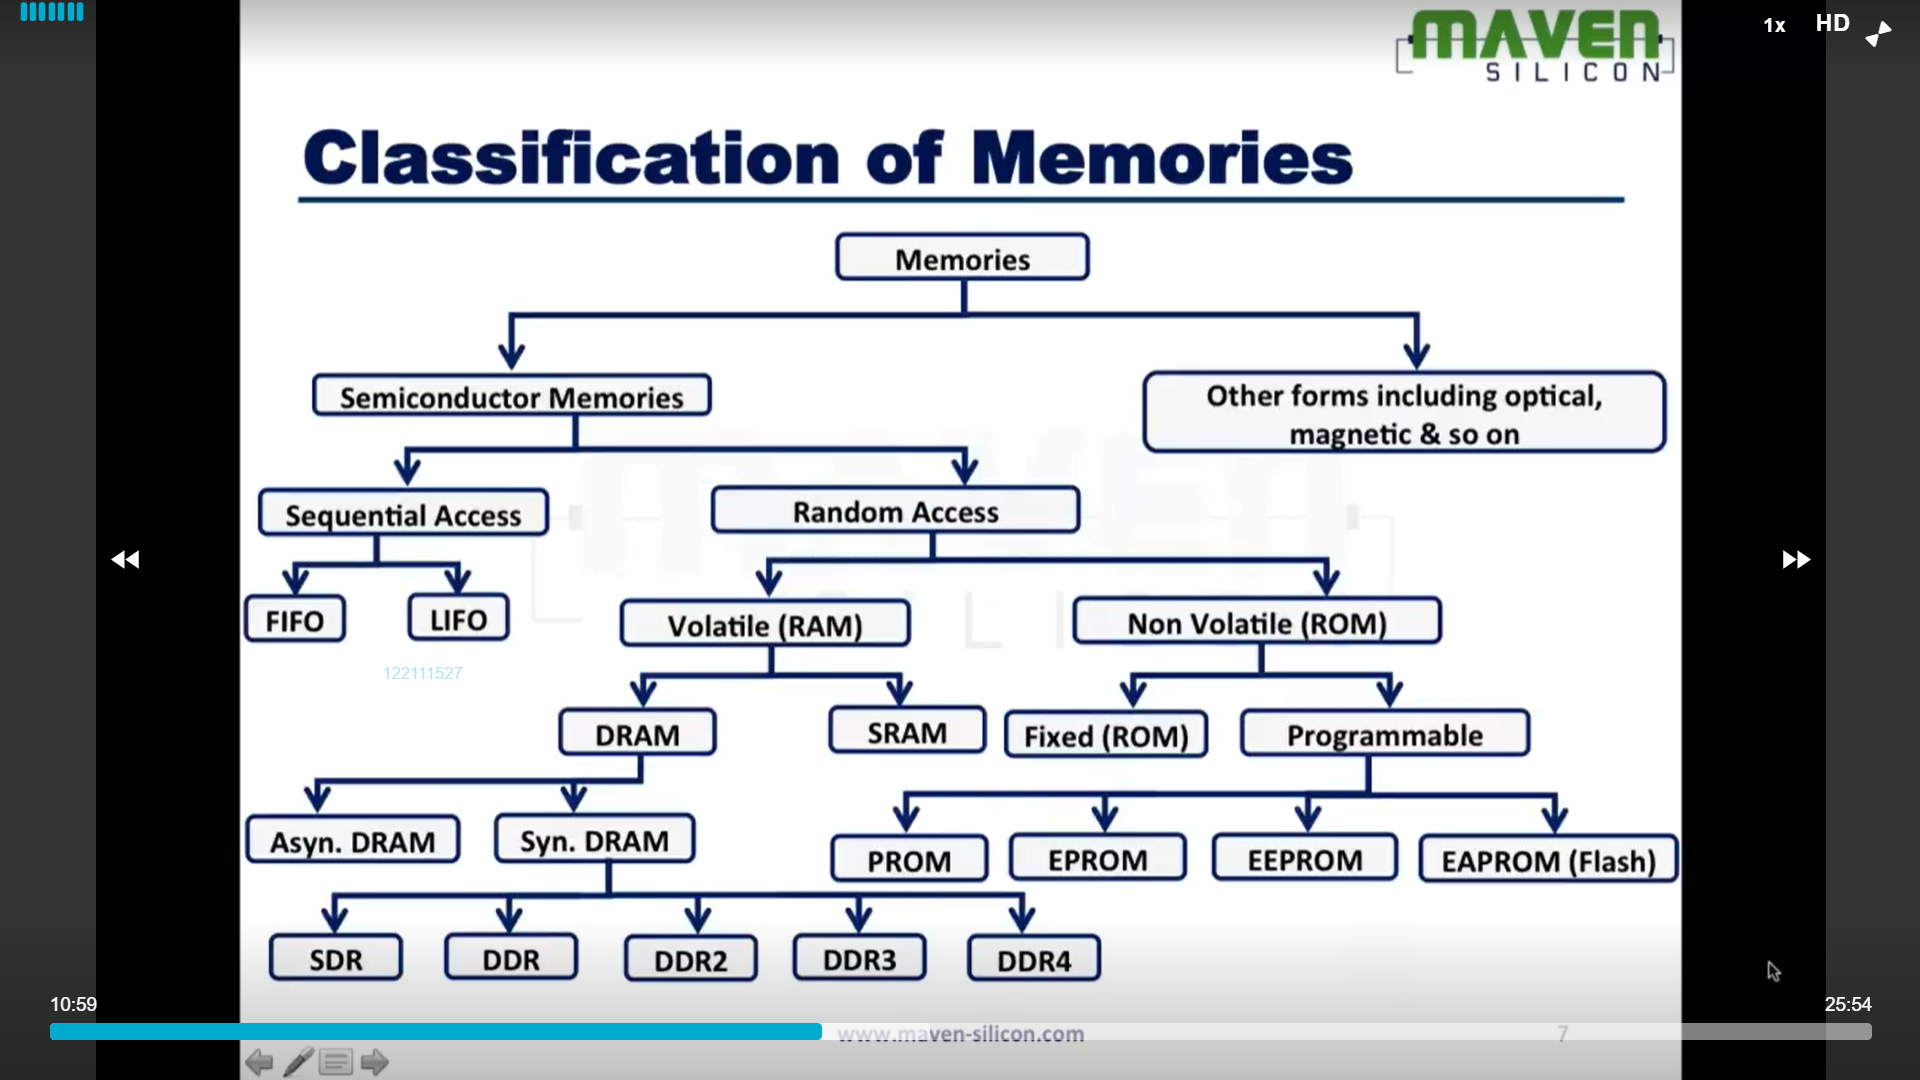 1x HD
MAVEN
SILICON
Classification of Memories
Memories
Semiconductor Memories
Other forms including optical,
magnetic & so on
Sequential Access
Random Access
FIFO
LIFO
Volatile (RAM)
Non Volatile (ROM)
122111527
DRAM
SRAM
Fixed (ROM)
Programmable
Asyn. DRAM
Syn. DRAM
PROM
EPROM
EEPROM
EAPROM (Flash)
SDR
DDR
DDR2
DDR3
DDR4
10:59
25:54
www.maven-silicon.com
7